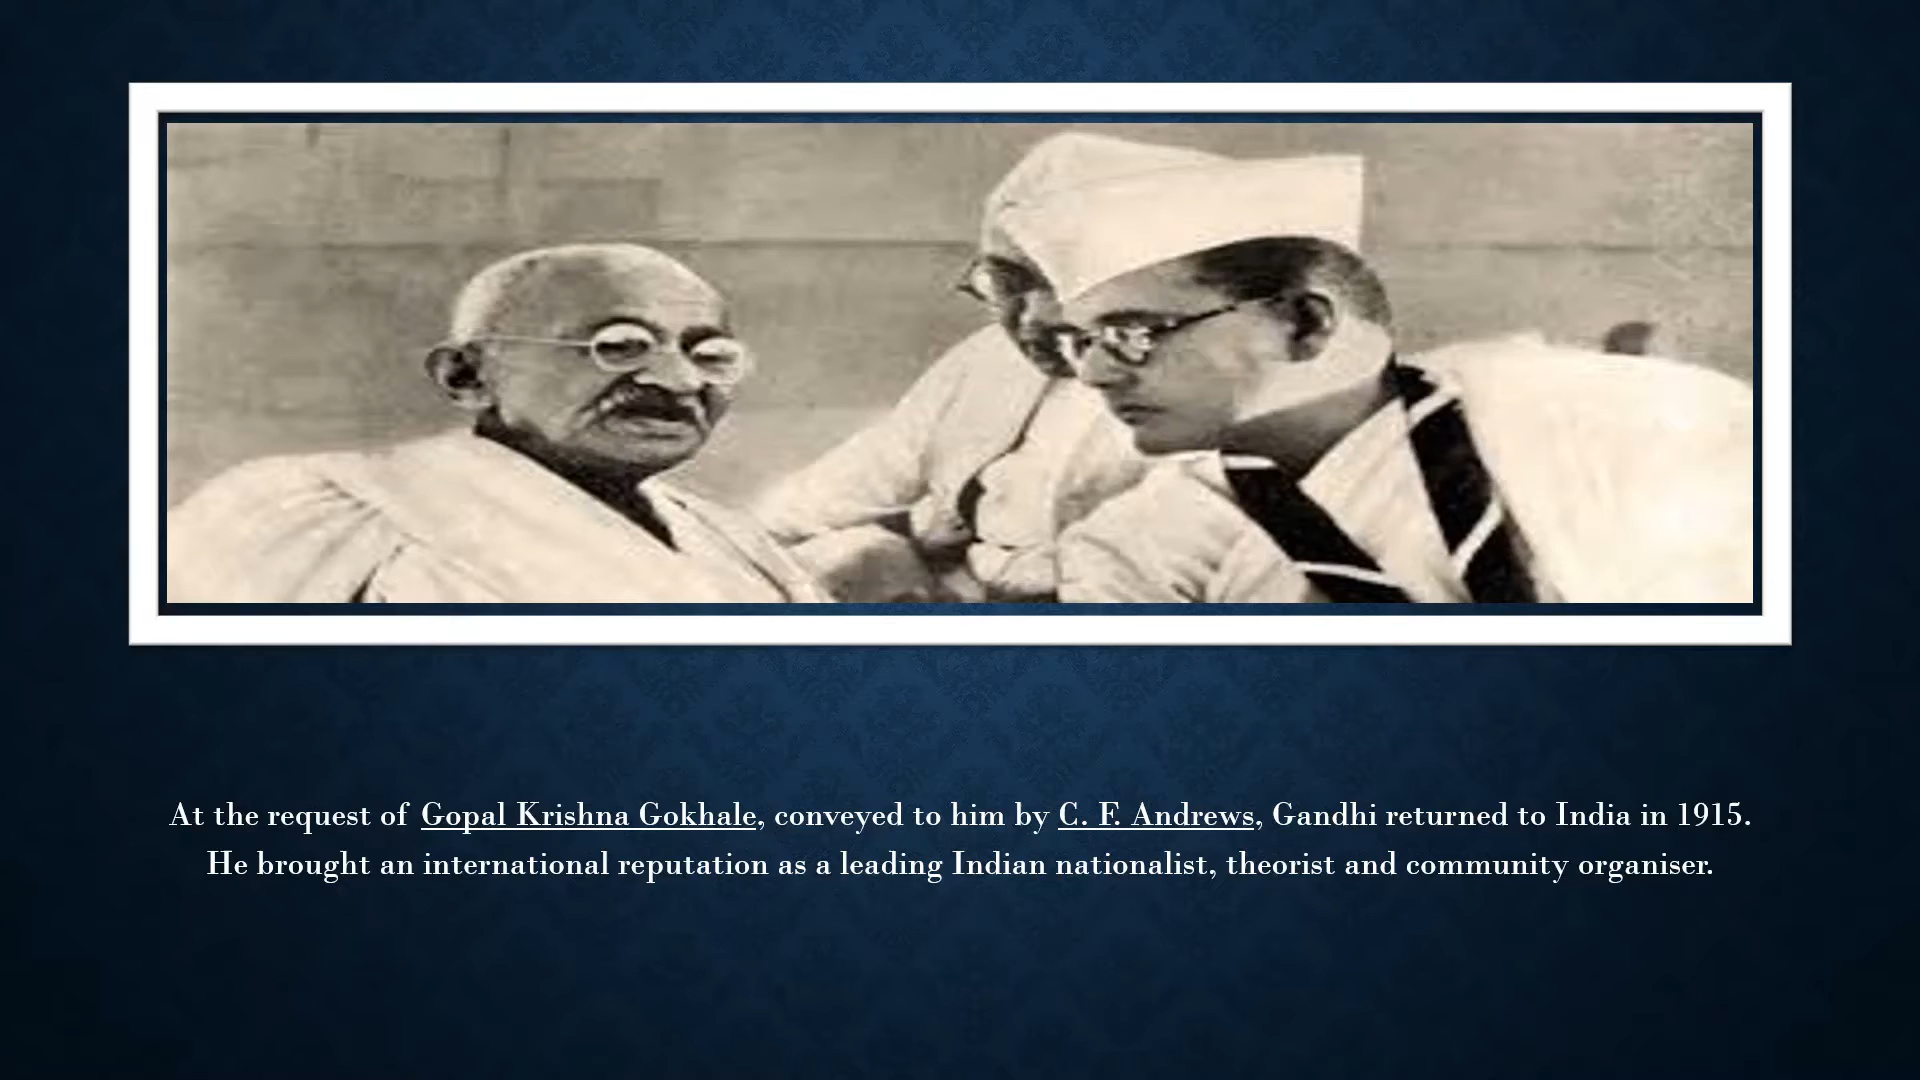 At the request of Gopal Krishna Gokhale, conveyed to him by C. F. Andrews, Gandhi returned to India in 1915.
He brought an international reputation as a leading Indian nationalist, theorist and community organiser.